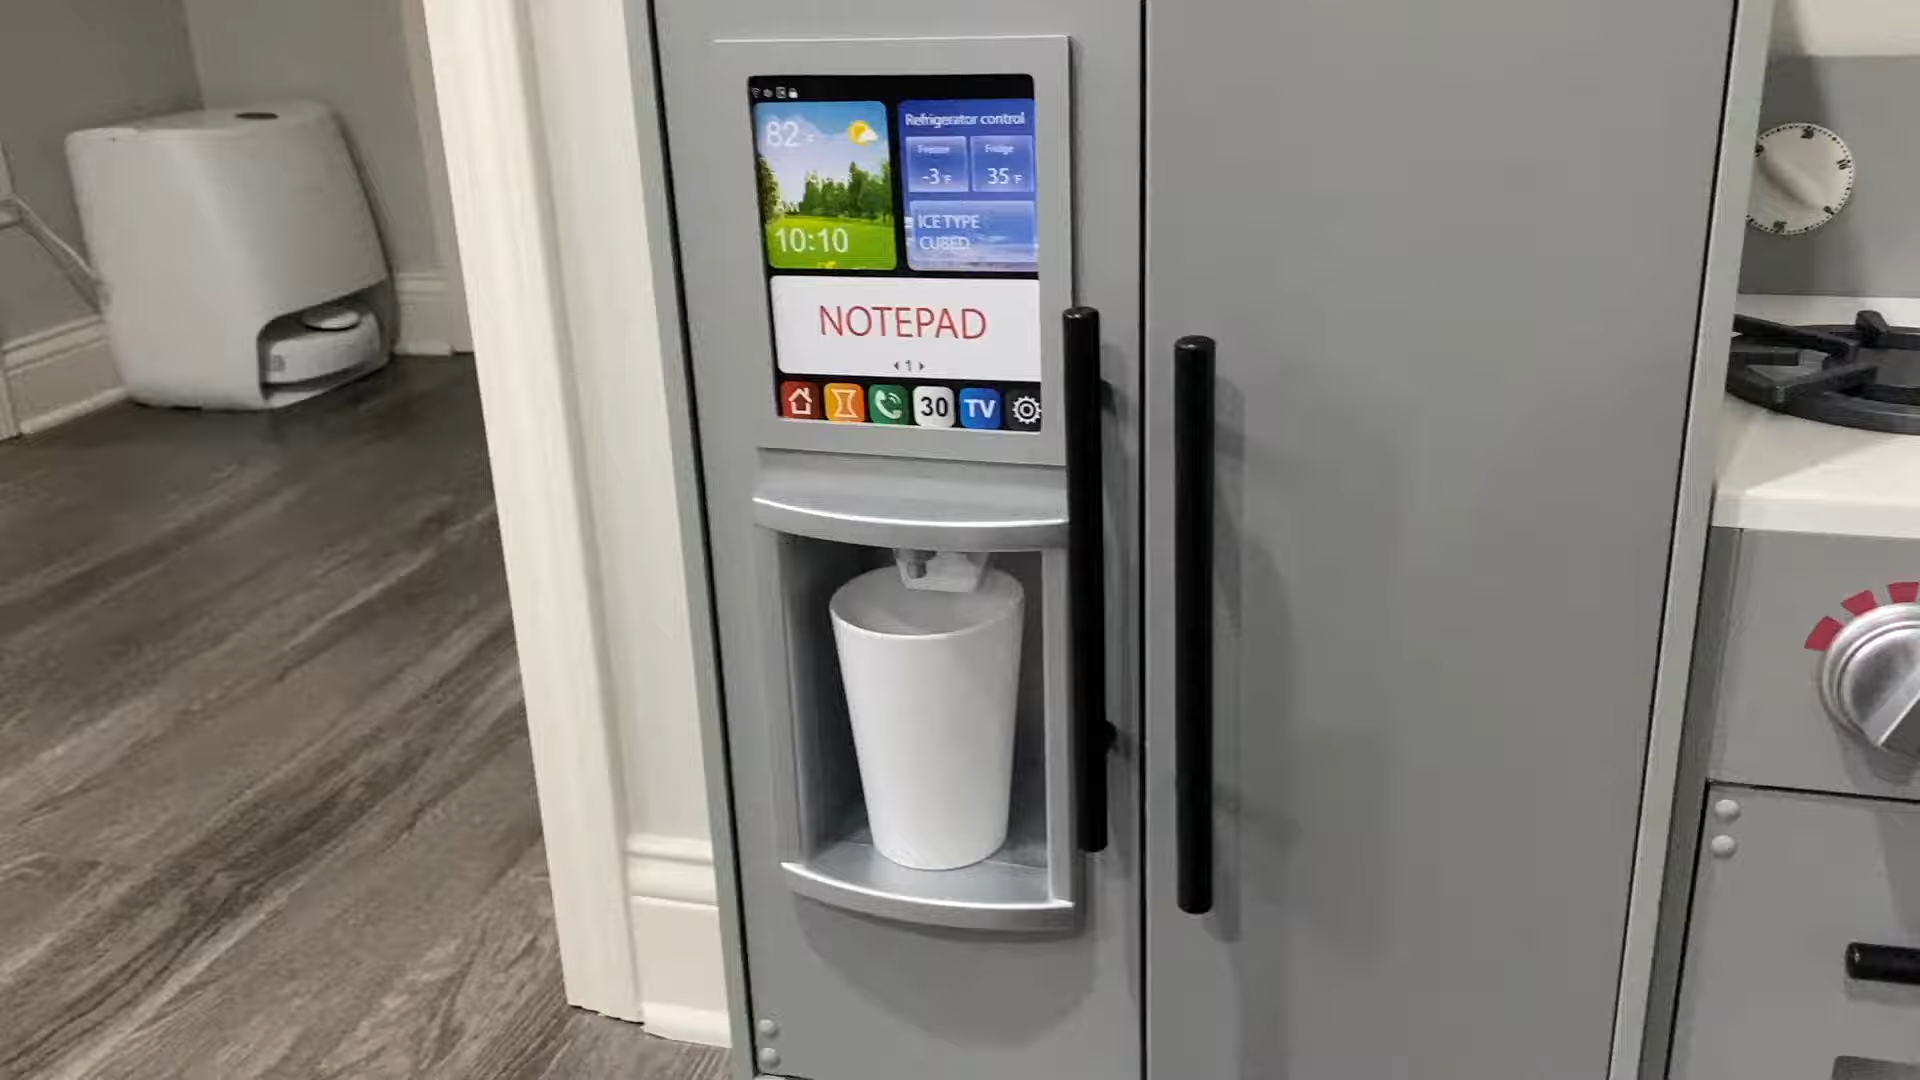 82 F
10:10
Refrigerator control
Freezer
Fridge
-3 F
35 F
ICE TYPE
CUBED
NOTEPAD
1
30
TV